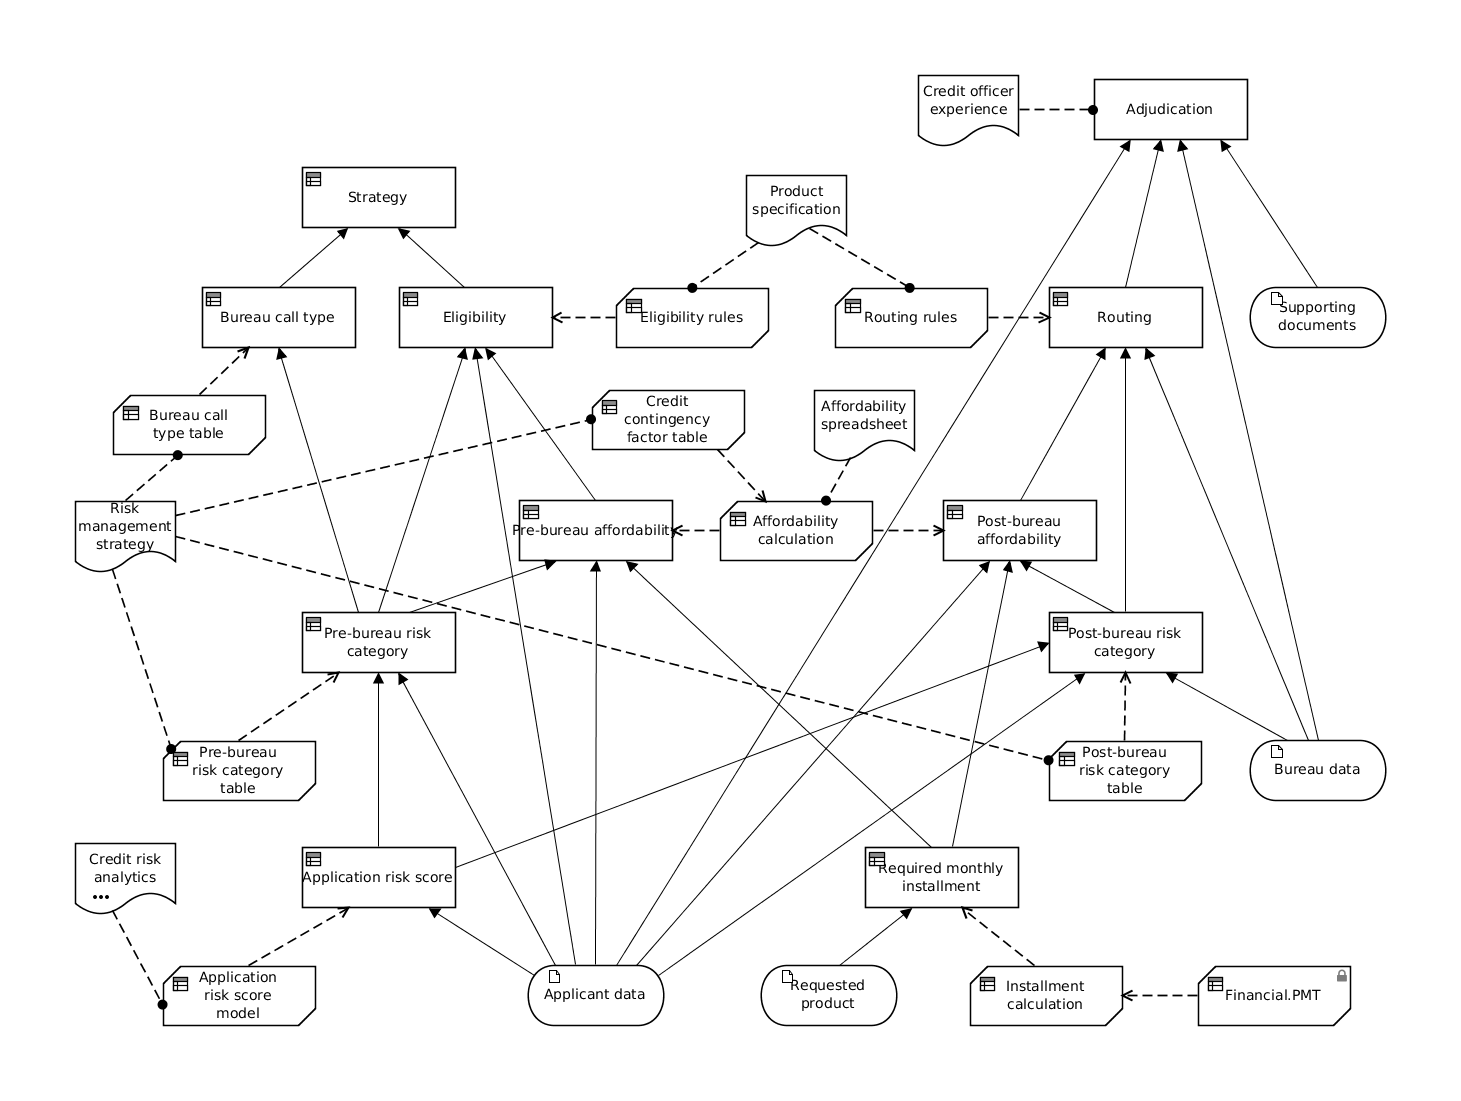 Credit officer
experience
Adjudication
Strategy
Product
specification
Bureau call type
Eligibility
Eligibility rules
Routing rules
Routing
Supporting
documents
Bureau call
type table
Credit
contingency
factor table
Affordability
spreadsheet
Risk
management
strategy
Pre-bureau affordability
Affordability
calculation
Post-bureau
affordability
Pre-bureau risk
category
Post-bureau risk
category
Pre-bureau
risk category
table
Post-bureau
risk category
table
Bureau data
Credit risk
analytics
Application risk score
Required monthly
installment
Application
risk score
model
Applicant data
Requested
product
Installment
calculation
Financial.PMT